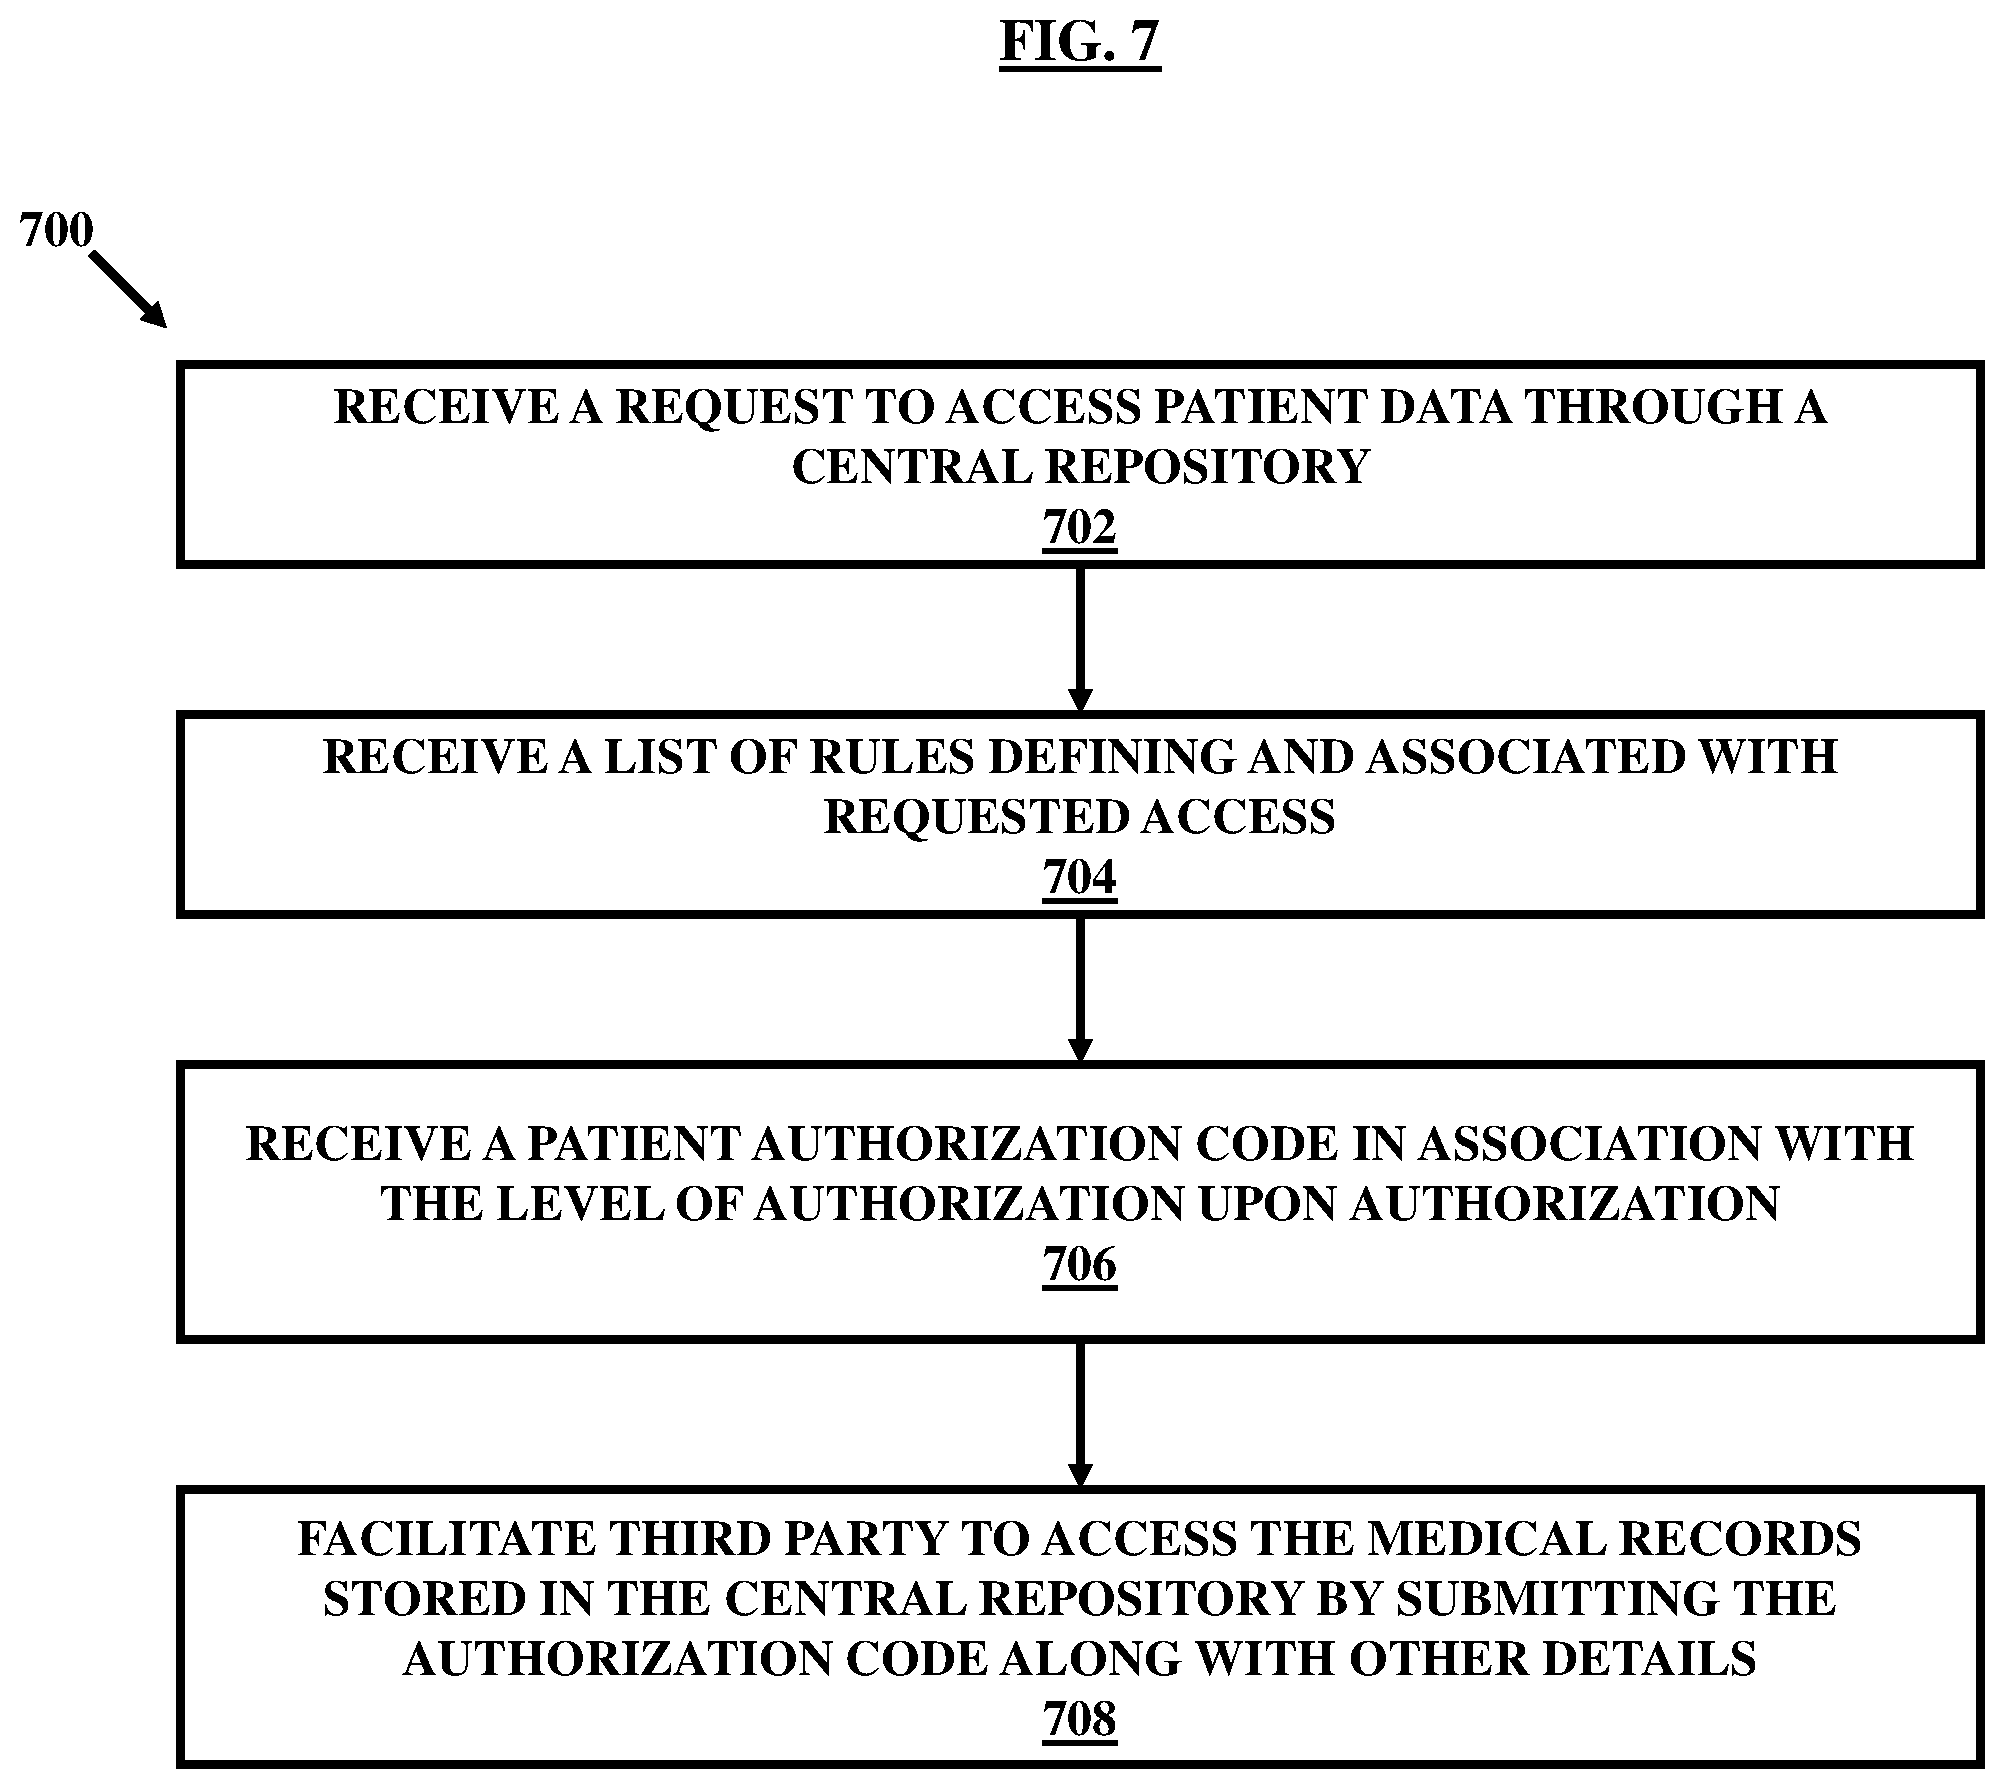 FIG. 7
700
RECEIVE A REQUEST TO ACCESS PATIENT DATA THROUGH A
CENTRAL REPOSITORY
702
RECEIVE A LIST OF RULES DEFINING AND ASSOCIATED WITH
REQUESTED ACCESS
704
RECEIVE A PATIENT AUTHORIZATION CODE IN ASSOCIATION WITH
THE LEVEL OF AUTHORIZATION UPON AUTHORIZATION
706
FACILITATE THIRD PARTY TO ACCESS THE MEDICAL RECORDS
STORED IN THE CENTRAL REPOSITORY BY SUBMITTING THE
AUTHORIZATION CODE ALONG WITH OTHER DETAILS
708